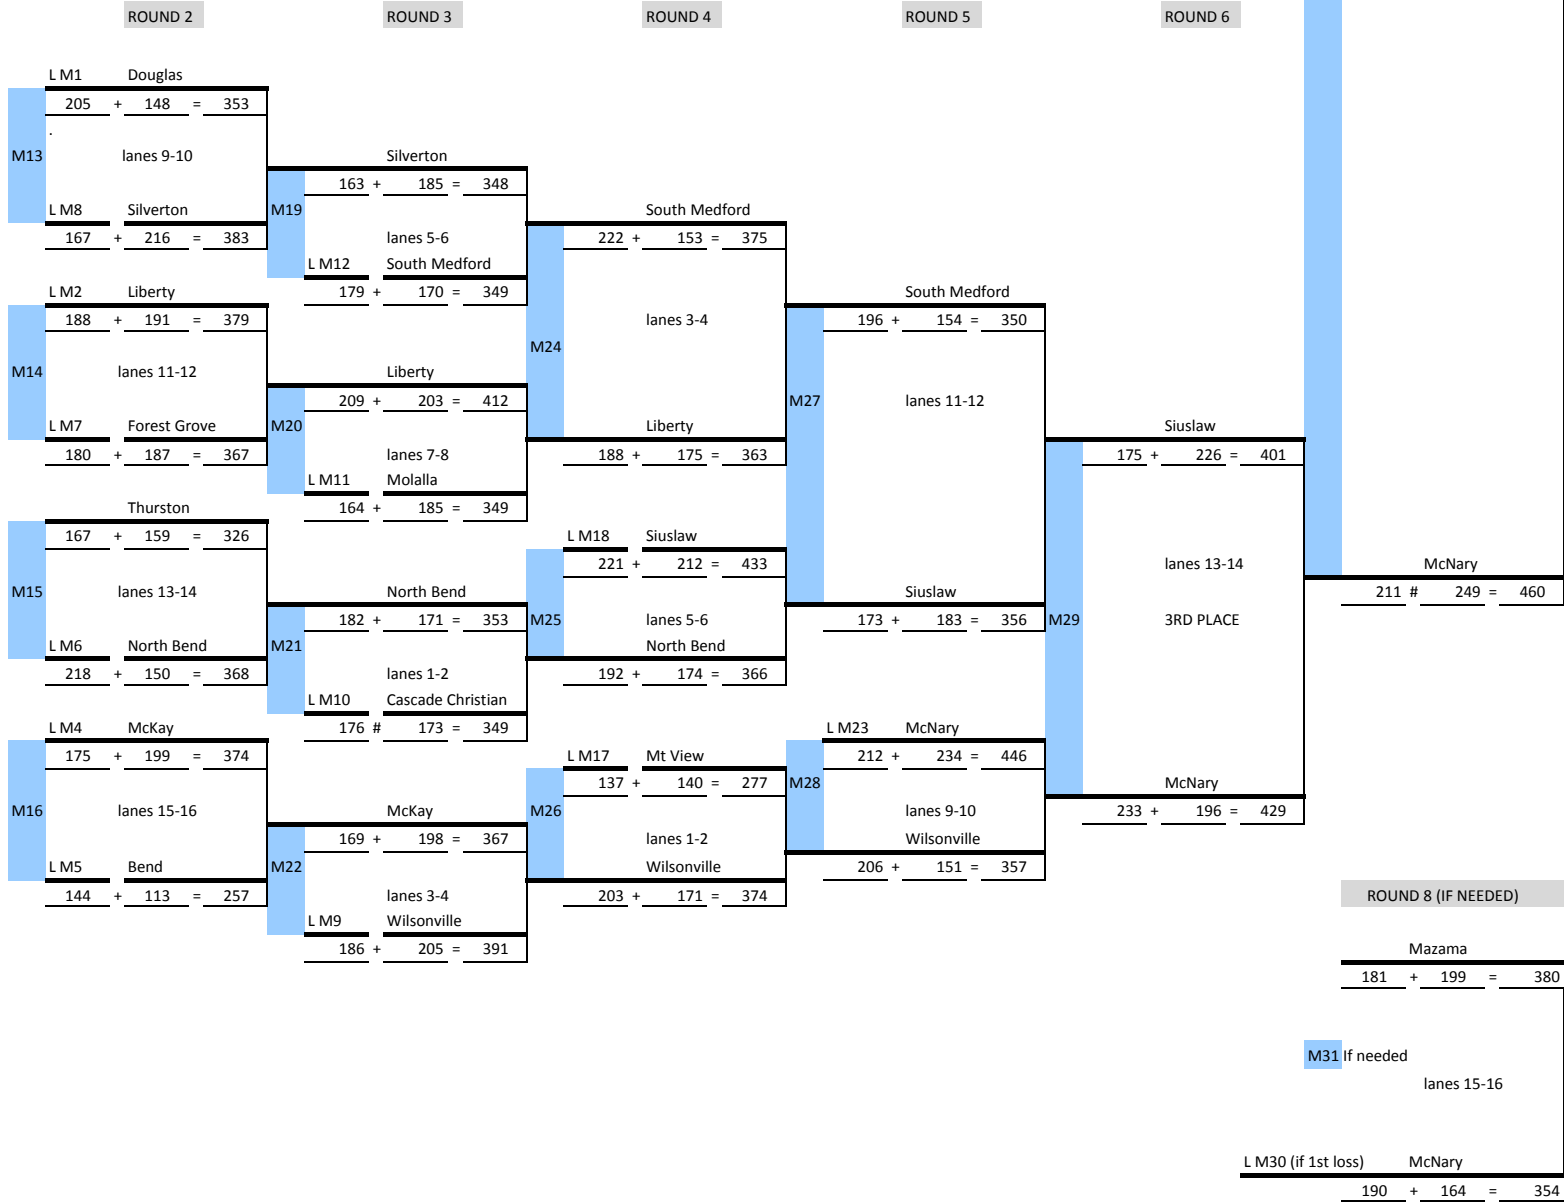 ROUND 2 ROUND 3 ROUND 4 ROUND 5 ROUND 6
L M1 Douglas
205 + 148 = 353
.
M13 lanes 9-10 Silverton
163 + 185 = 348
L M8 Silverton M19 South Medford
167 + 216 = 383 lanes 5-6 222 + 153 = 375
L M12 South Medford
L M2 Liberty 179 + 170 = 349 South Medford
188 + 191 = 379 lanes 3-4 196 + 154 = 350
M24
M14 lanes 11-12 Liberty
209 + 203 = 412 M27 lanes 11-12
L M7 Forest Grove M20 Liberty Siuslaw
180 + 187 = 367 lanes 7-8 188 + 175 = 363 175 + 226 = 401
L M11 Molalla
Thurston 164 + 185 = 349
167 + 159 = 326 L M18 Siuslaw
221 + 212 = 433 lanes 13-14 McNary
M15 lanes 13-14 North Bend Siuslaw 211 # 249 = 460
182 + 171 = 353 M25 lanes 5-6 173 + 183 = 356 M29 3RD PLACE
L M6 North Bend M21 North Bend
218 + 150 = 368 lanes 1-2 192 + 174 = 366
L M10 Cascade Christian
L M4 McKay 176 # 173 = 349 L M23 McNary
175 + 199 = 374 L M17 Mt View 212 + 234 = 446
137 + 140 = 277 M28 McNary
M16 lanes 15-16 McKay M26 lanes 9-10 233 + 196 = 429
169 + 198 = 367 lanes 1-2 Wilsonville
L M5 Bend M22 Wilsonville 206 + 151 = 357
144 + 113 = 257 lanes 3-4 203 + 171 = 374 ROUND 8 (IF NEEDED)
L M9 Wilsonville
186 + 205 = 391 Mazama
181 + 199 = 380
M31 If needed
lanes 15-16
L M30 (if 1st loss) McNary
190 + 164 = 354